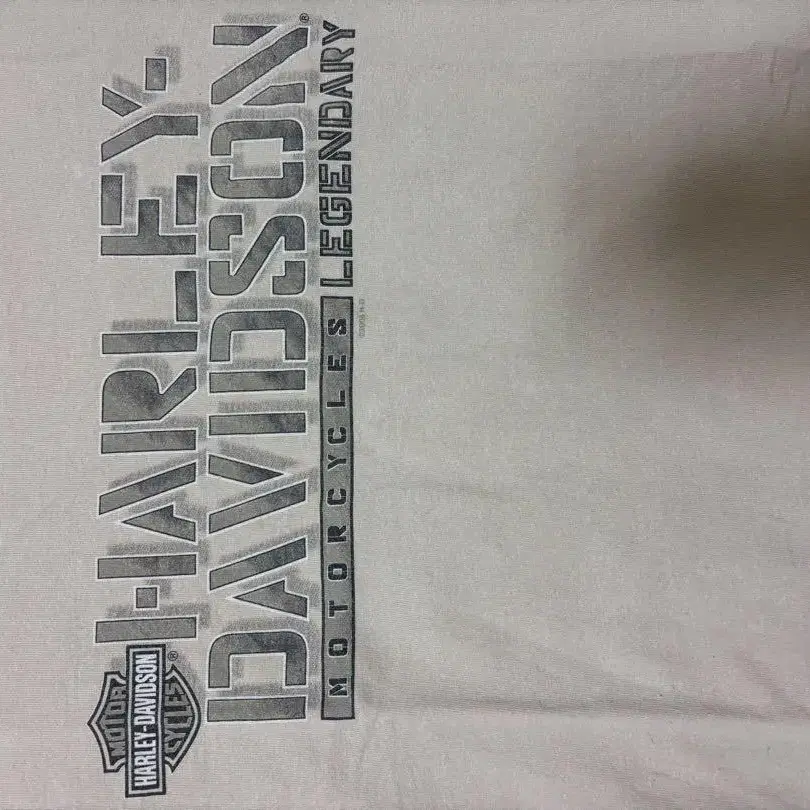 MOTOR
HARLEY-DAVIDSON
CYCLES
®
HARLEY-
DAVIDSON®
MOTORCYCLES LEGENDARY